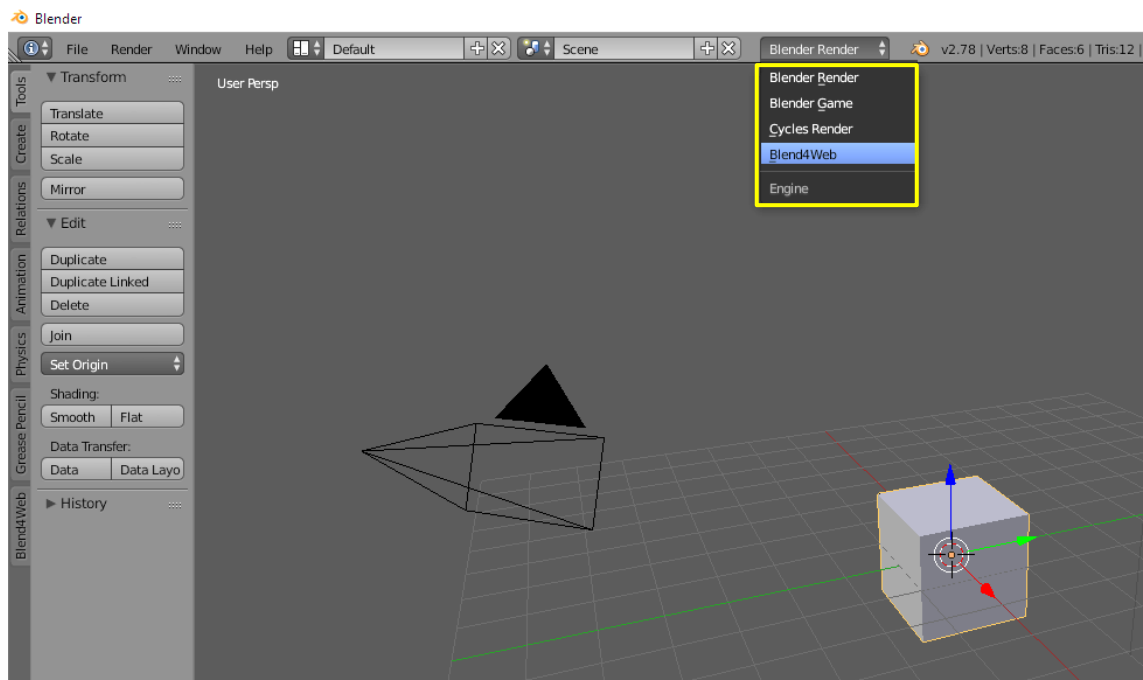 Blender
File Render Window Help Default Scene Blender Render v2.78 | Verts:8 | Faces:6 | Tris:12 |
Tools
Create
Relations
Animation
Physics
Grease Pencil
Blend4Web
Transform
Translate
Rotate
Scale
Mirror
Edit
Duplicate
Duplicate Linked
Delete
Join
Set Origin
Shading:
Smooth Flat
Data Transfer:
Data Data Layo
History
User Persp
Blender Render
Blender Game
Cycles Render
Blend4Web
Engine